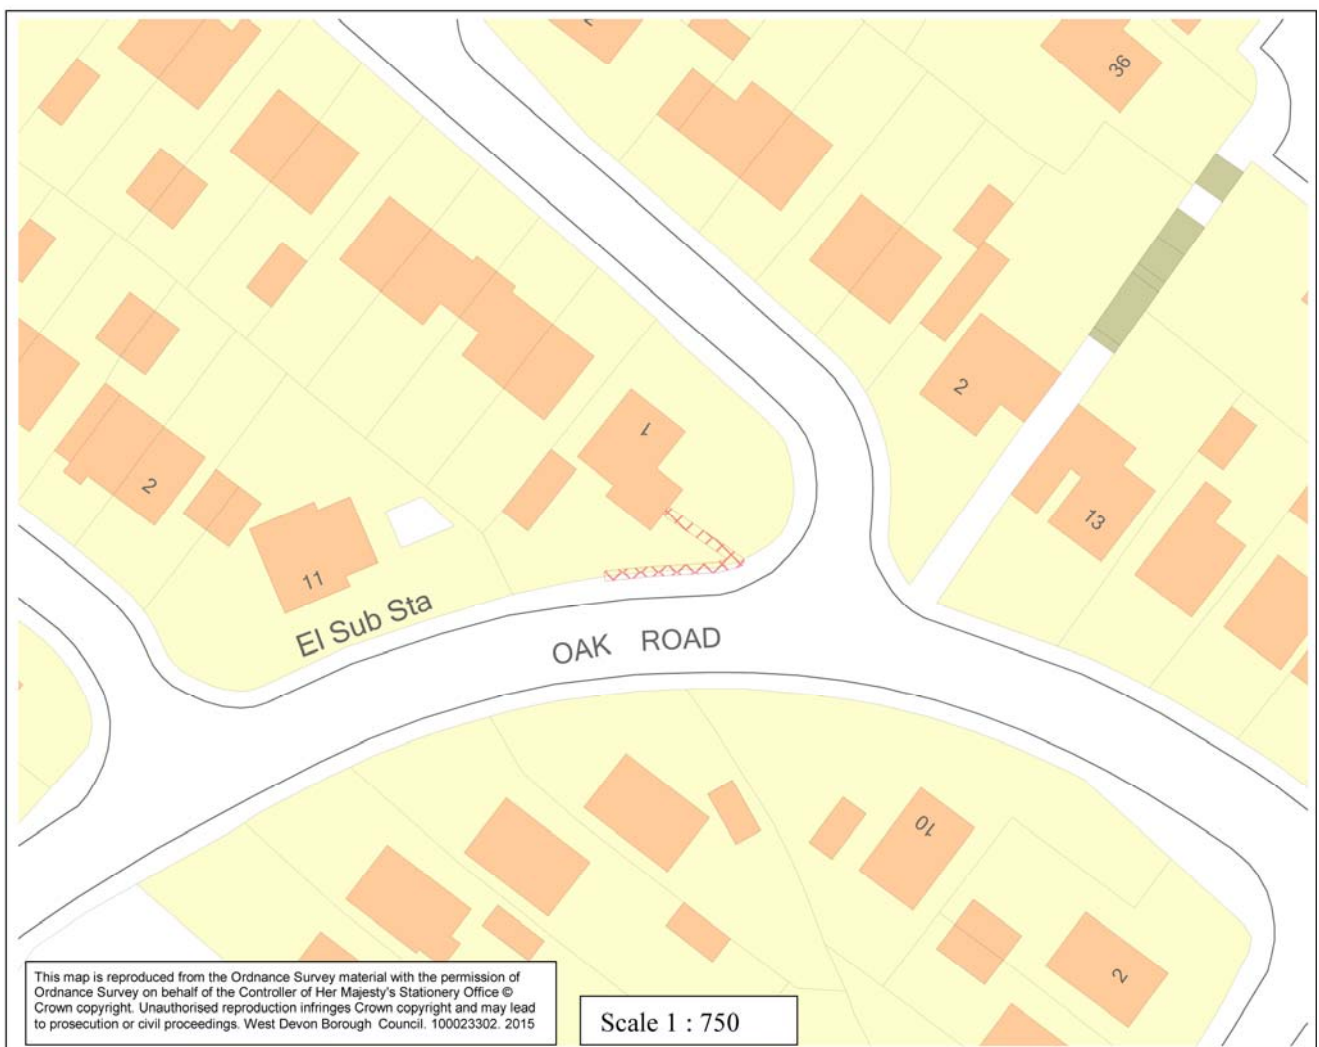 36
2
1
2
2
13
11
El Sub Sta
OAK ROAD
10
2
This map is reproduced from the Ordnance Survey material with the permission of
Ordnance Survey on behalf of the Controller of Her Majesty's Stationery Office ©
Crown copyright. Unauthorised reproduction infringes Crown copyright and may lead
to prosecution or civil proceedings. West Devon Borough Council. 100023302. 2015
Scale 1 : 750